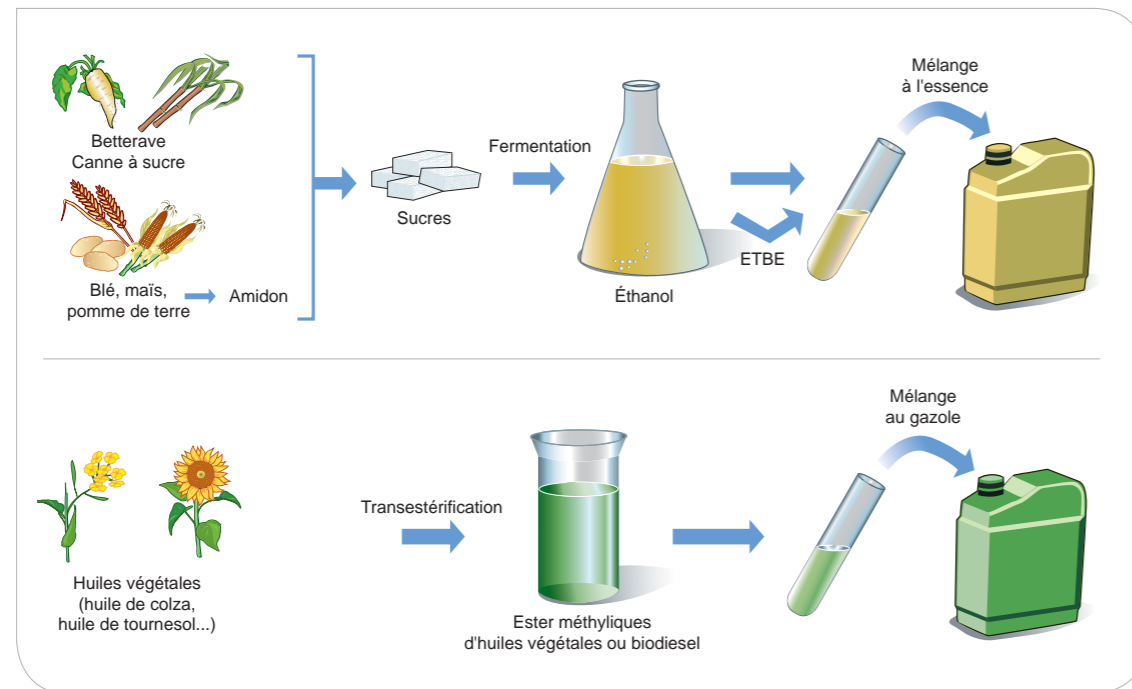 Betterave
Canne à sucre
Blé, maïs,
pomme de terre
Amidon
Sucres
Fermentation
Éthanol
ETBE
Mélange
à l'essence
Huiles végétales
(huile de colza,
huile de tournesol...)
Transestérification
Ester méthyliques
d'huiles végétales ou biodiesel
Mélange
au gazole